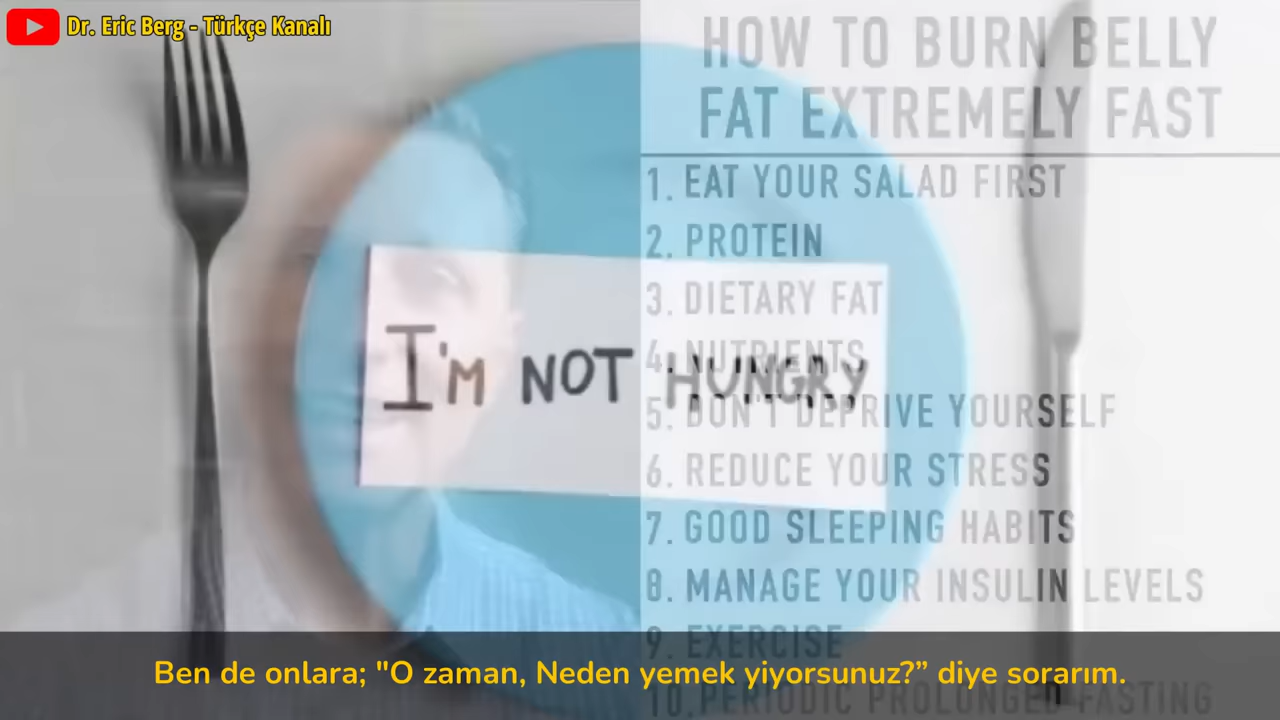 Dr. Eric Berg - Türkçe Kanalı
HOW TO BURN BELLY
FAT EXTREMELY FAST
1. EAT YOUR SALAD FIRST
2. PROTEIN
3. DIETARY FAT
4. NUTRIENTS
I'M NOT HUNGRY
5. DON'T DEPRIVE YOURSELF
6. REDUCE YOUR STRESS
7. GOOD SLEEPING HABITS
8. MANAGE YOUR INSULIN LEVELS
9. EXERCISE
10. PERIODIC PROLONGED FASTING
Ben de onlara; "O zaman, Neden yemek yiyorsunuz?” diye sorarım.